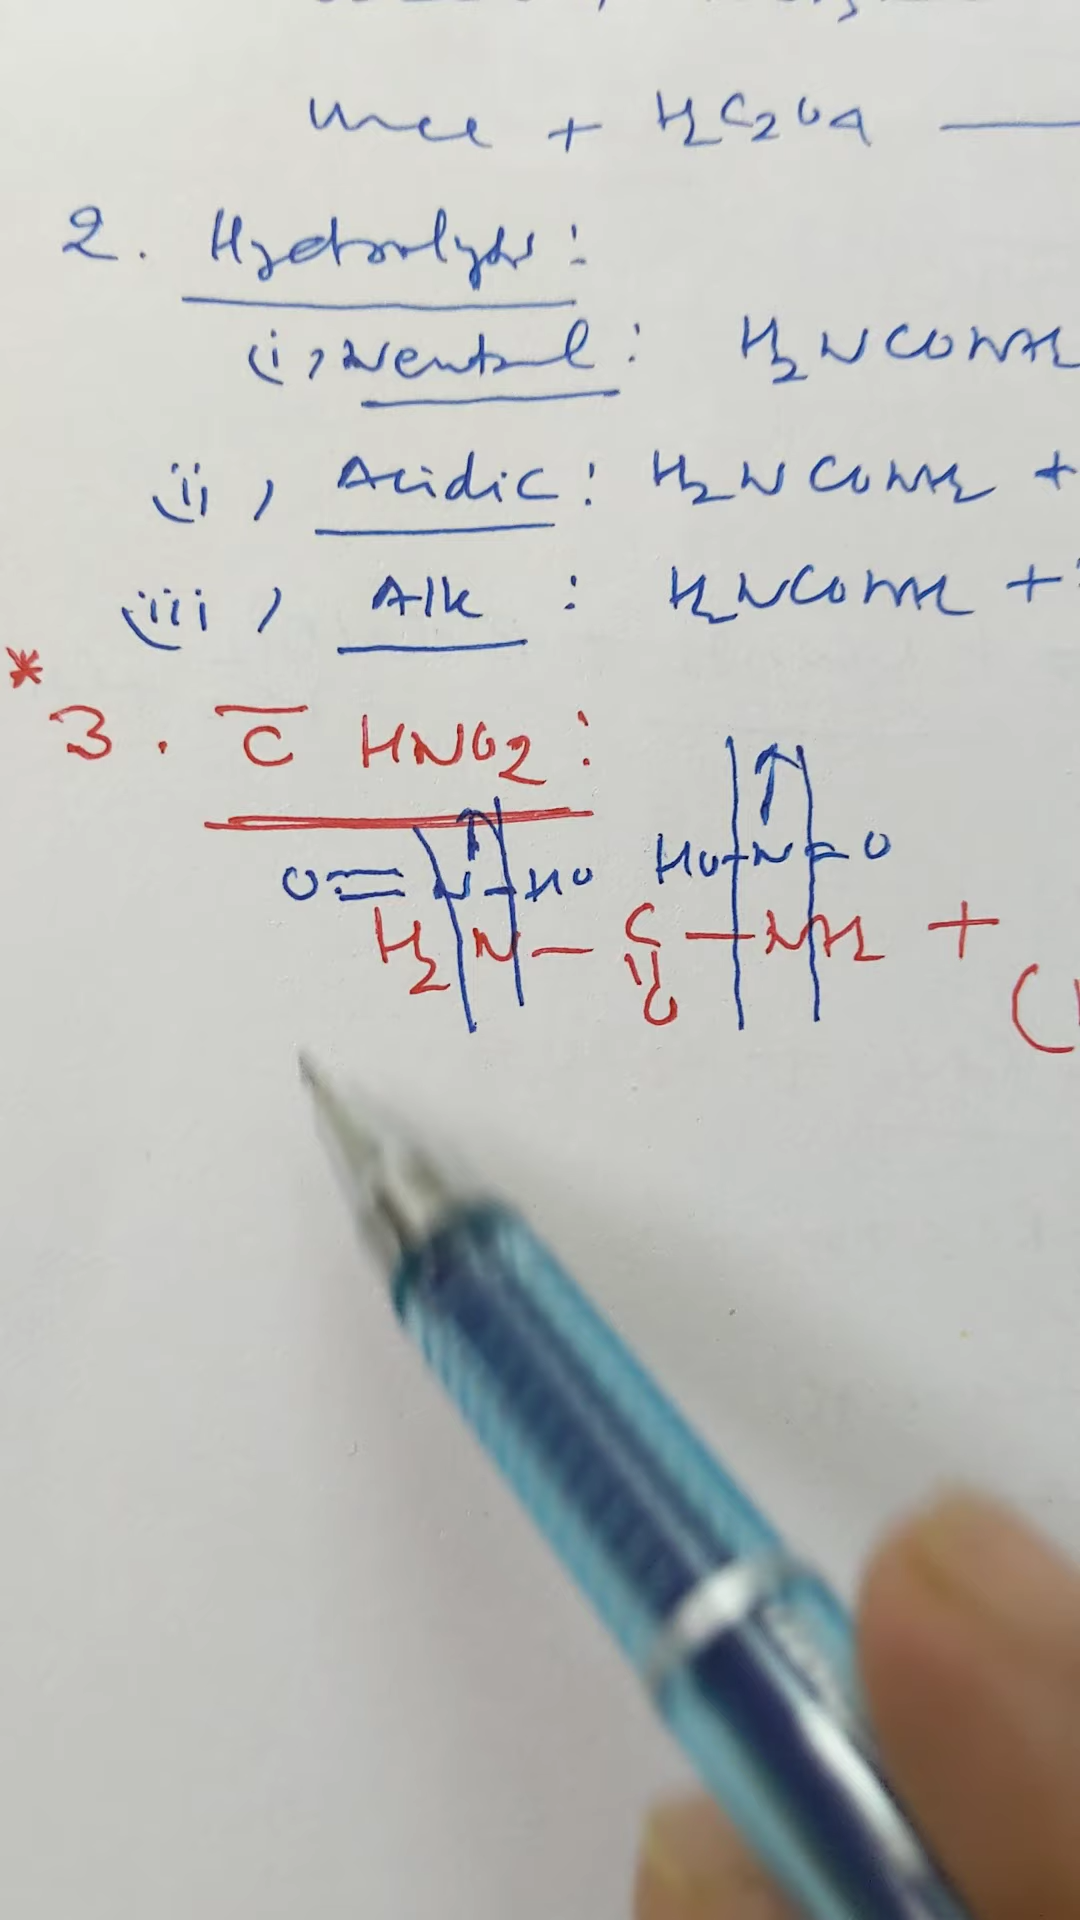 Urea + H2C2O4
2. Hydrolysis:
(i), Neutral: H2NCONH2
(ii), Acidic: H2NCONH2 +
(iii), Alk : H2NCONH2 +
*
3. C̅ HNO2:
HO-N=O
O=N-HO
H2N-C-NH2 +
O